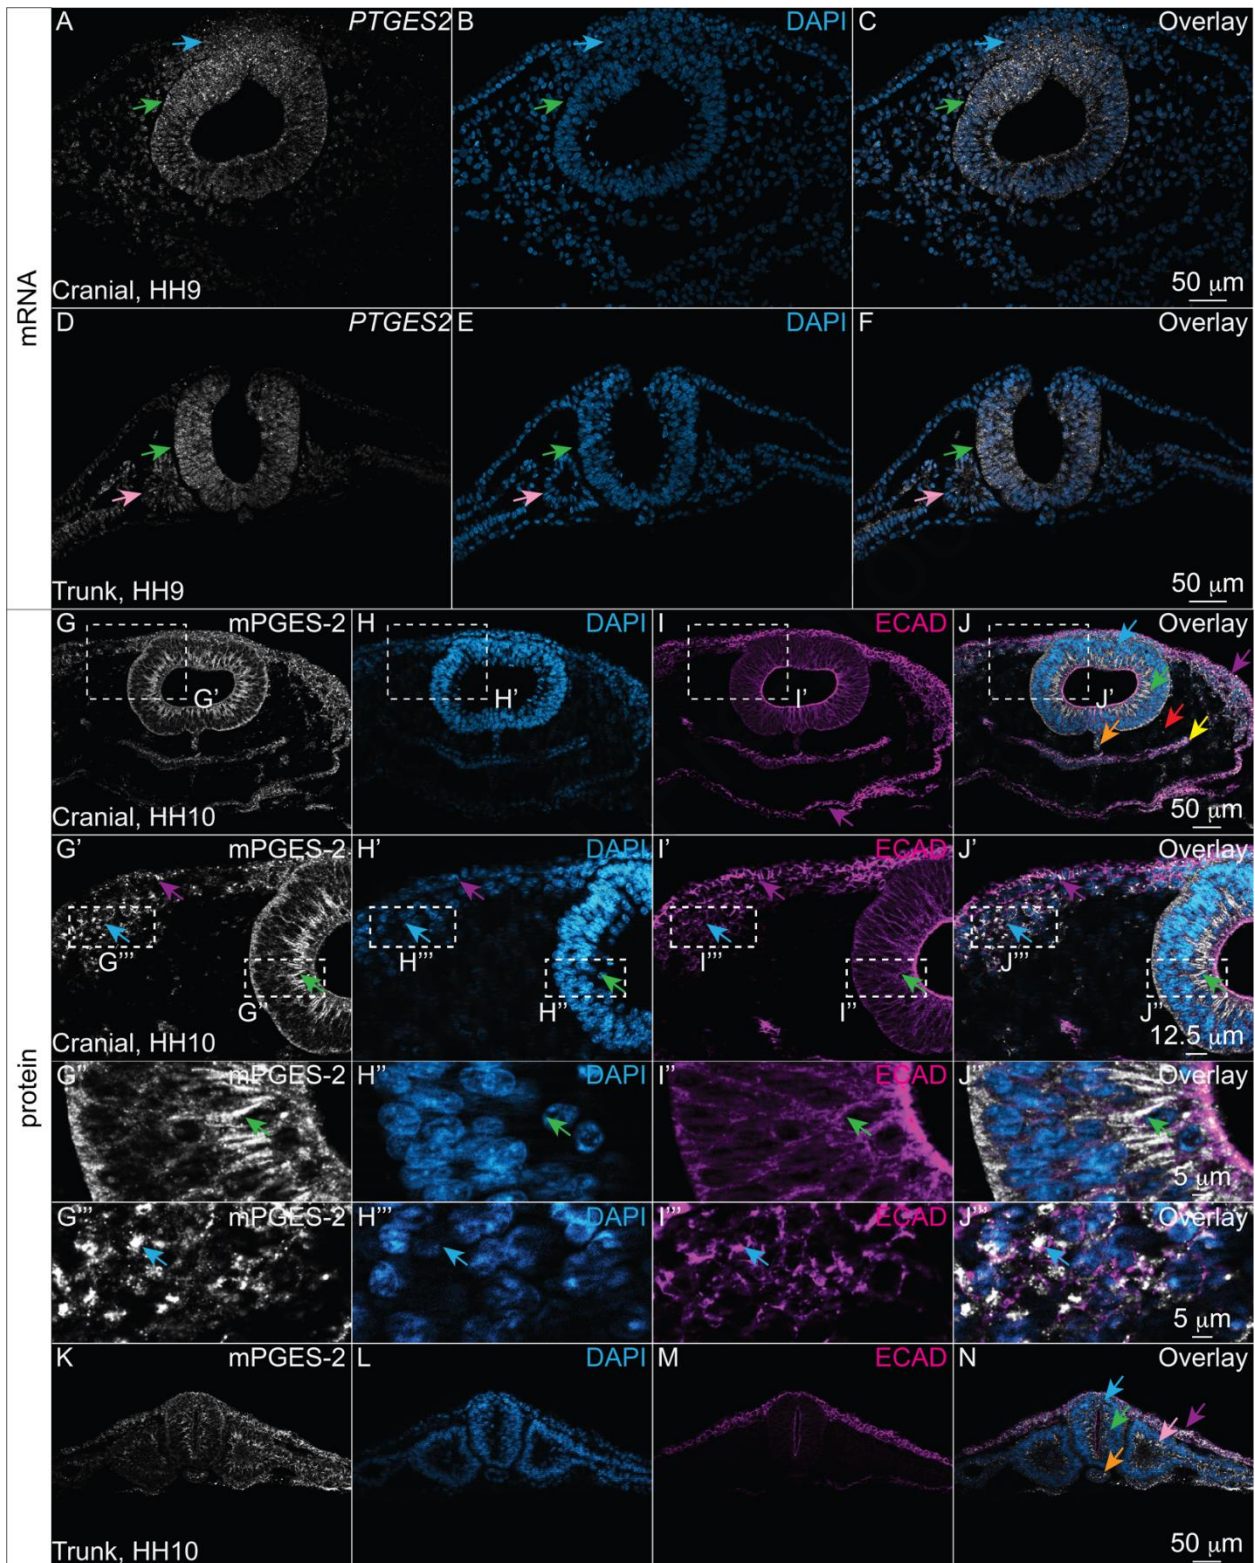 mRNA
A PTGES2
Cranial, HH9
B DAPI
C Overlay
50 μm
D PTGES2
Trunk, HH9
E DAPI
F Overlay
50 μm
protein
G mPGES-2
G'
Cranial, HH10
H DAPI
H'
I ECAD
I'
J Overlay
J'
50 μm
G' mPGES-2
G'''
G''
Cranial, HH10
H' DAPI
H'''
H''
I' ECAD
I'''
I''
J' Overlay
J'''
J''
12.5 μm
G'' mPGES-2
H'' DAPI
I'' ECAD
J'' Overlay
5 μm
G''' mPGES-2
H''' DAPI
I''' ECAD
J''' Overlay
5 μm
K mPGES-2
Trunk, HH10
L DAPI
M ECAD
N Overlay
50 μm